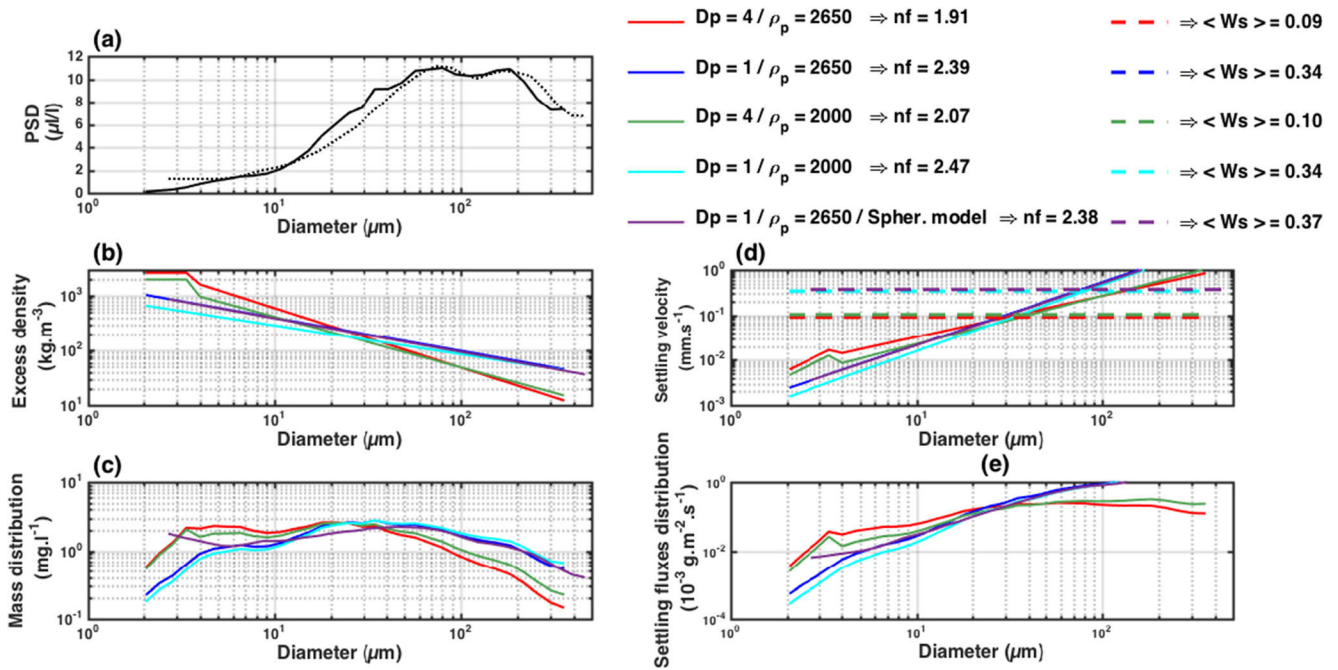 Dp = 4 / ρp = 2650 ⇒ nf = 1.91
⇒ < Ws > = 0.09
Dp = 1 / ρp = 2650 ⇒ nf = 2.39
⇒ < Ws > = 0.34
Dp = 4 / ρp = 2000 ⇒ nf = 2.07
⇒ < Ws > = 0.10
Dp = 1 / ρp = 2000 ⇒ nf = 2.47
⇒ < Ws > = 0.34
Dp = 1 / ρp = 2650 / Spher. model ⇒ nf = 2.38
⇒ < Ws > = 0.37
(a)
PSD
(µl/l)
12
10
8
6
4
2
0
10^0
10^1
10^2
Diameter (µm)
(b)
Excess density
(kg.m^-3)
10^3
10^2
10^1
10^0
10^1
10^2
Diameter (µm)
(d)
Settling velocity
(mm.s^-1)
10^0
10^-1
10^-2
10^-3
10^0
10^1
10^2
Diameter (µm)
(c)
Mass distribution
(mg.l^-1)
10^1
10^0
10^-1
10^0
10^1
10^2
Diameter (µm)
(e)
Settling fluxes distribution
(10^-3 g.m^-2.s^-1)
10^0
10^-2
10^-4
10^0
10^1
10^2
Diameter (µm)